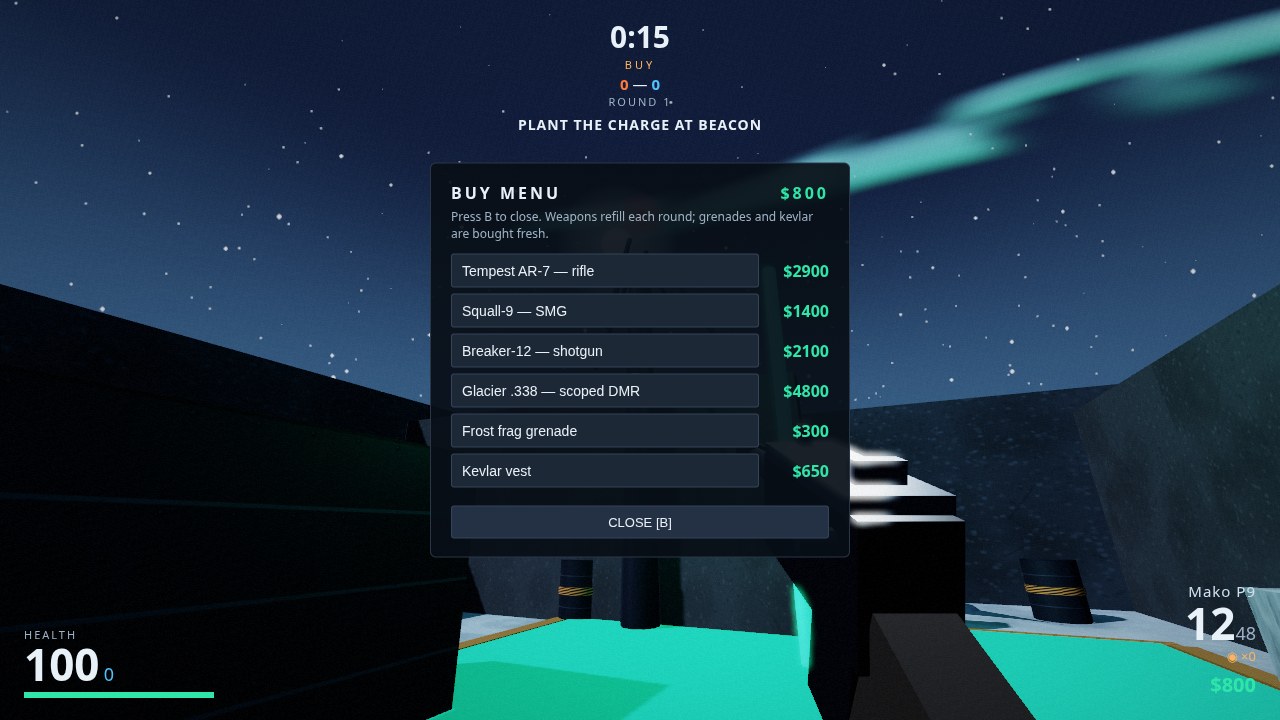 0:15
BUY
0 — 0
ROUND 1
PLANT THE CHARGE AT BEACON
BUY MENU $800
Press B to close. Weapons refill each round; grenades and kevlar
are bought fresh.
Tempest AR-7 — rifle $2900
Squall-9 — SMG $1400
Breaker-12 — shotgun $2100
Glacier .338 — scoped DMR $4800
Frost frag grenade $300
Kevlar vest $650
CLOSE [B]
HEALTH
100 0
Mako P9
12 48
◉ ×0
$800